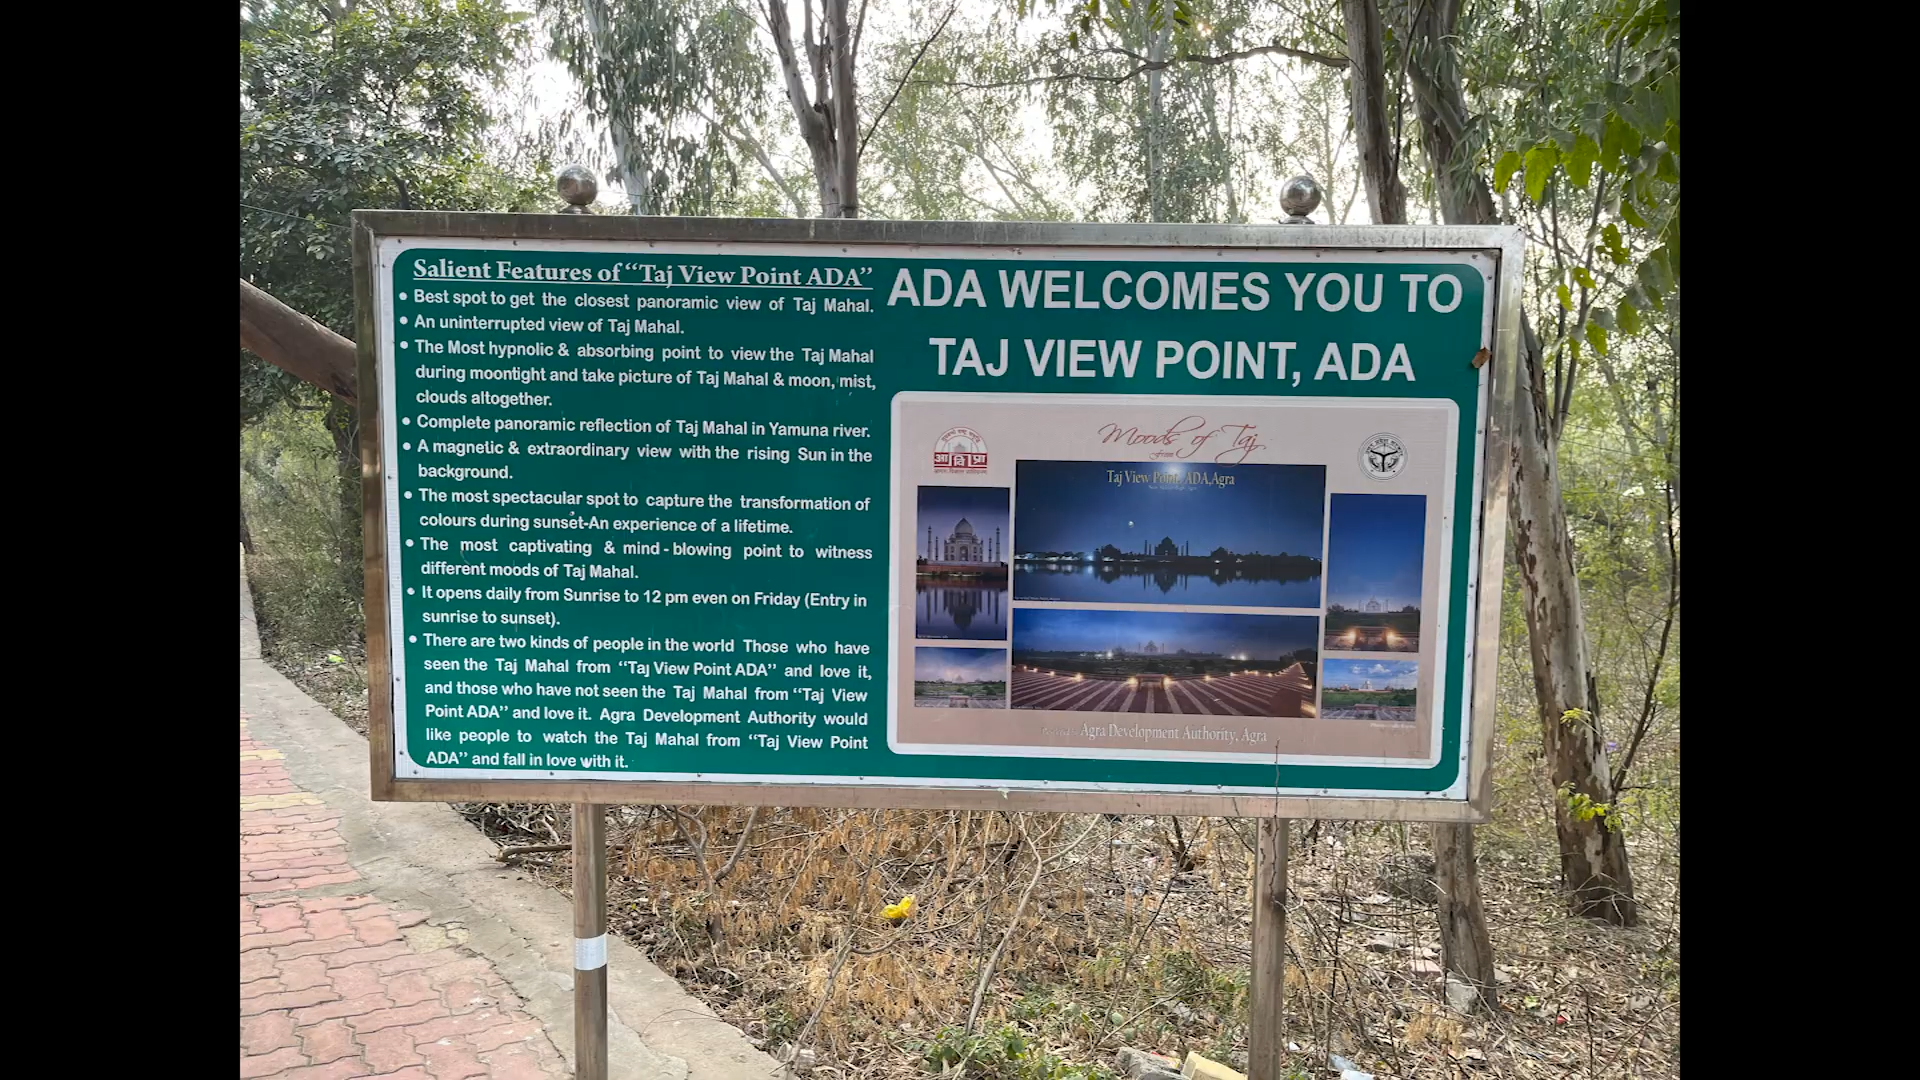 Salient Features of “Taj View Point ADA”
• Best spot to get the closest panoramic view of Taj Mahal.
• An uninterrupted view of Taj Mahal.
• The Most hypnolic & absorbing point to view the Taj Mahal
during moontight and take picture of Taj Mahal & moon, mist,
clouds altogether.
• Complete panoramic reflection of Taj Mahal in Yamuna river.
• A magnetic & extraordinary view with the rising Sun in the
background.
• The most spectacular spot to capture the transformation of
colours during sunset-An experience of a lifetime.
• The most captivating & mind - blowing point to witness
different moods of Taj Mahal.
• It opens daily from Sunrise to 12 pm even on Friday (Entry in
sunrise to sunset).
• There are two kinds of people in the world Those who have
seen the Taj Mahal from “Taj View Point ADA” and love it,
and those who have not seen the Taj Mahal from “Taj View
Point ADA” and love it. Agra Development Authority would
like people to watch the Taj Mahal from “Taj View Point
ADA” and fall in love with it.
ADA WELCOMES YOU TO
TAJ VIEW POINT, ADA
Moods of Taj
from
आ वि प्रा
Taj View Point, ADA,Agra
Agra Development Authority, Agra